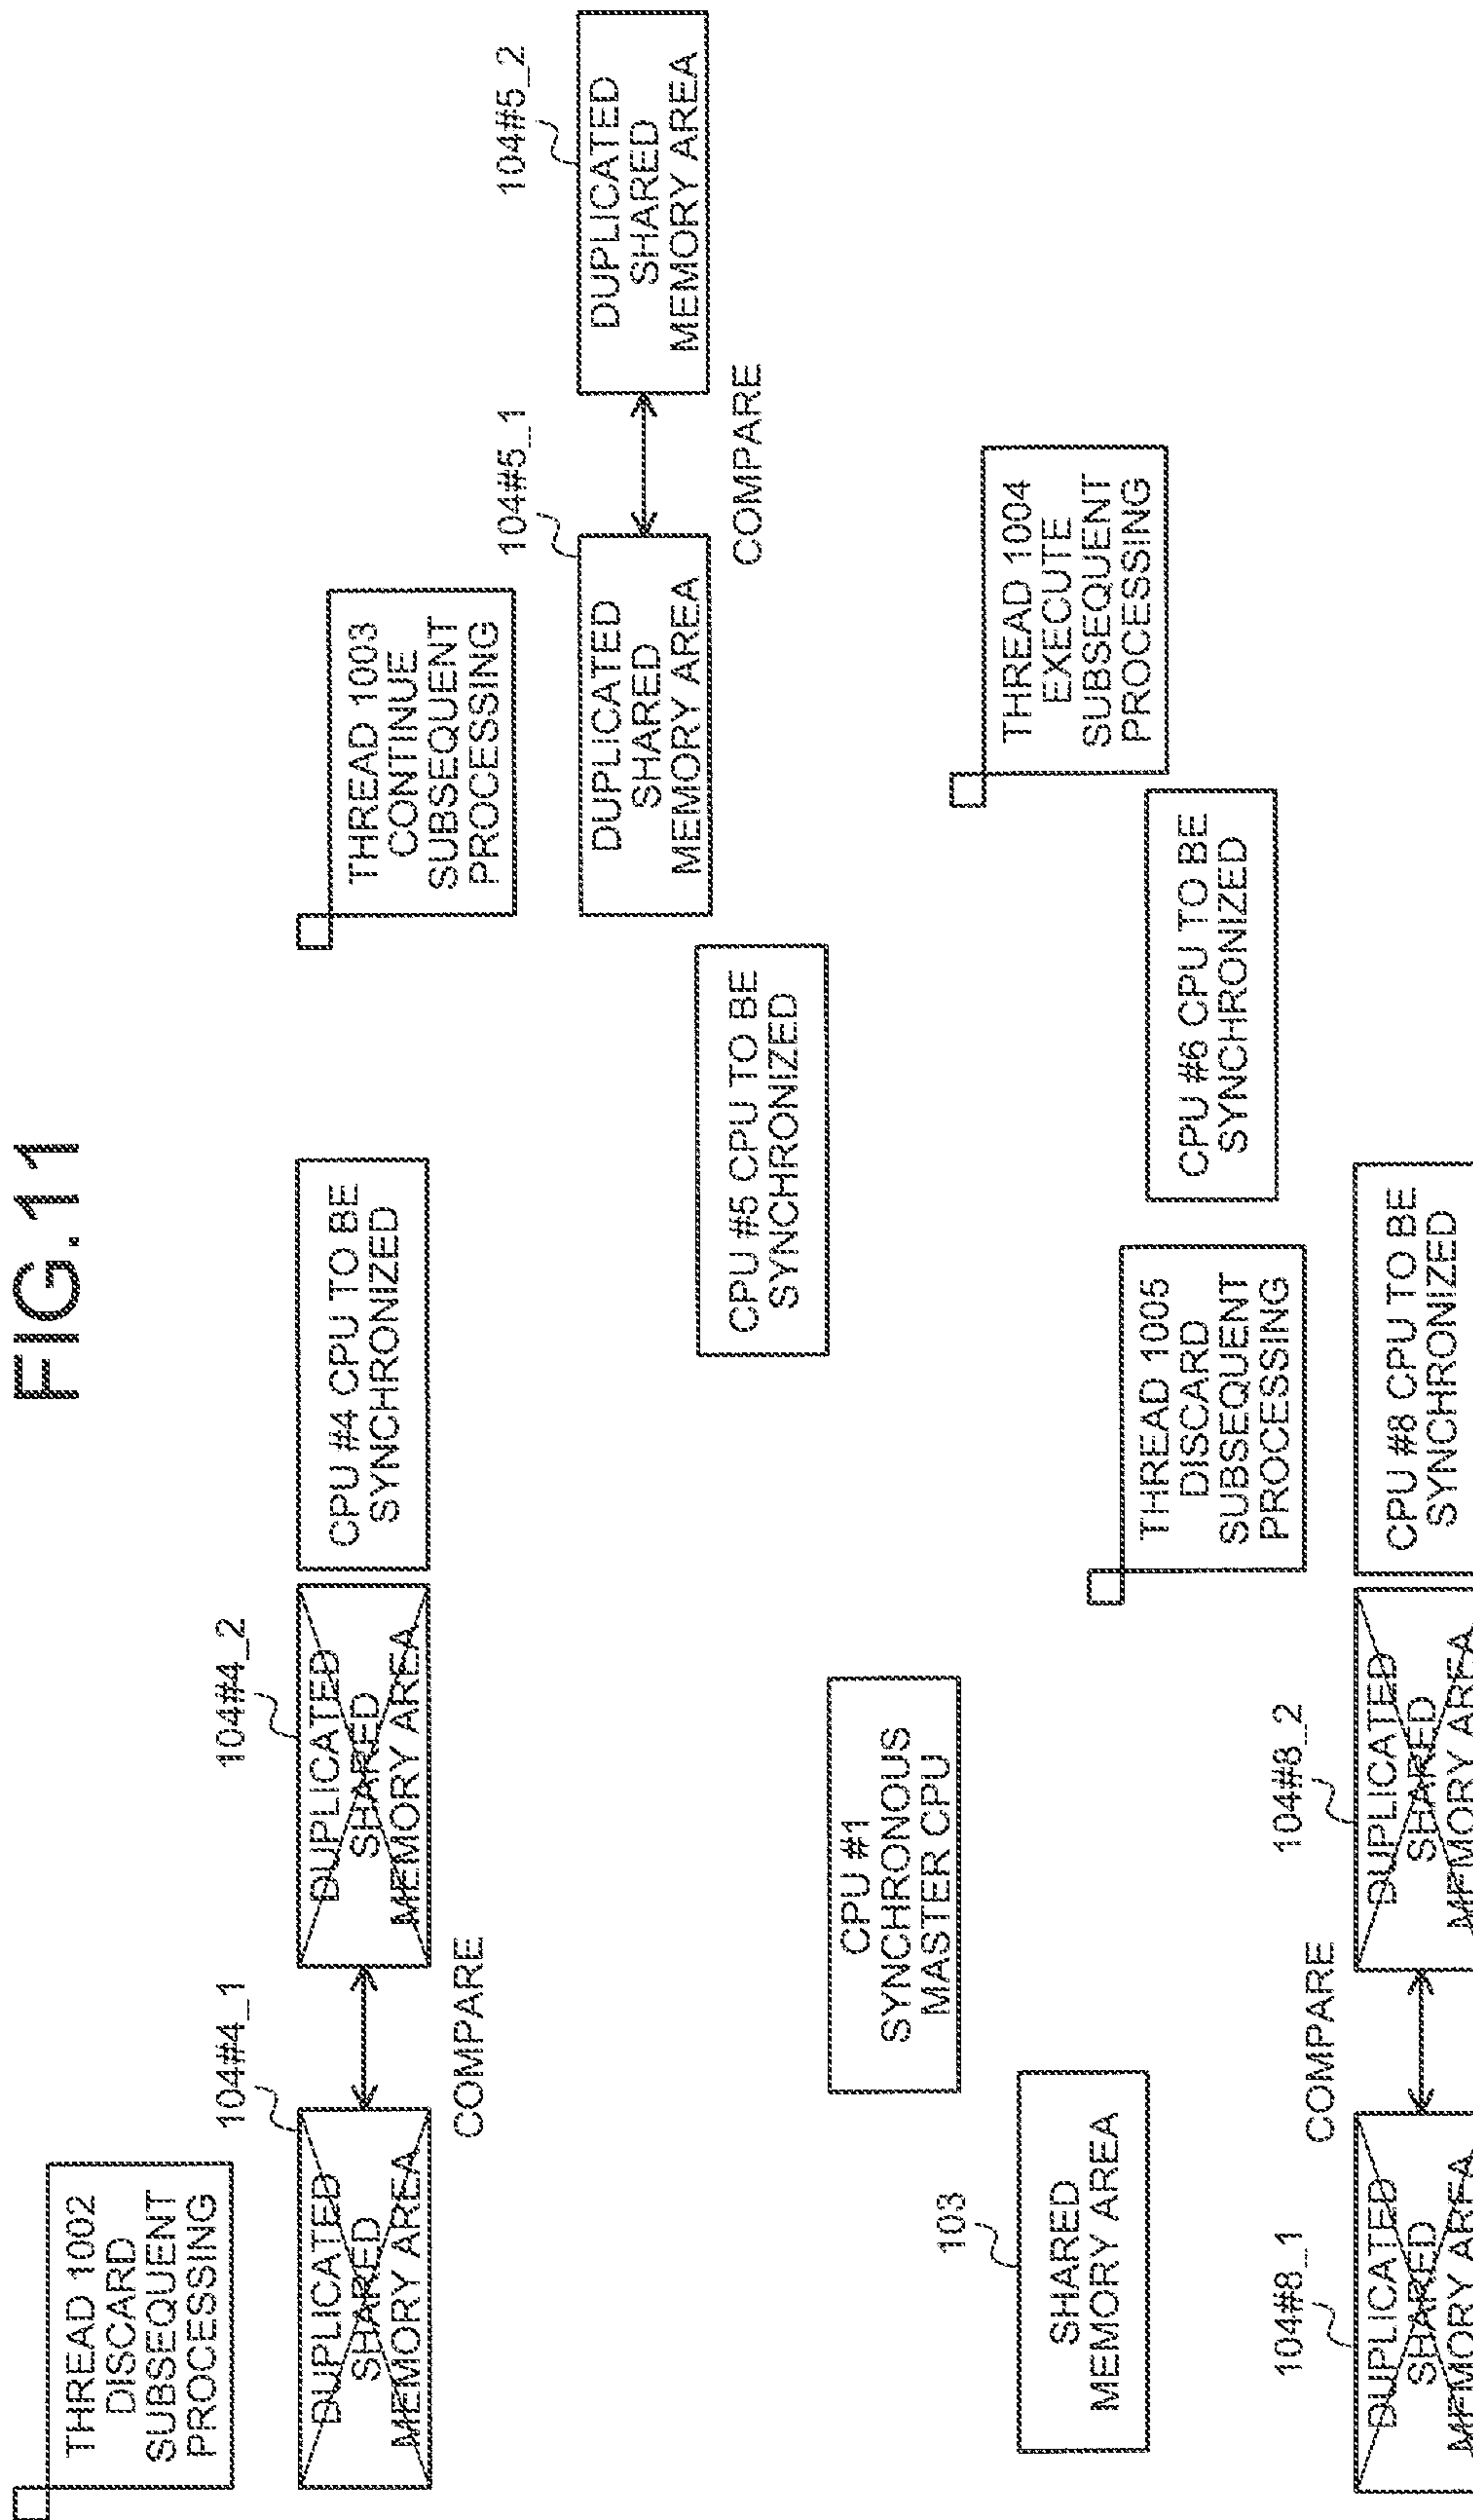 FIG.11
THREAD 1002
DISCARD
SUBSEQUENT
PROCESSING
104#4_1
DUPLICATED
SHARED
MEMORY AREA
COMPARE
104#4_2
DUPLICATED
SHARED
MEMORY AREA
CPU #4 CPU TO BE
SYNCHRONIZED
THREAD 1003
CONTINUE
SUBSEQUENT
PROCESSING
104#5_1
DUPLICATED
SHARED
MEMORY AREA
COMPARE
104#5_2
DUPLICATED
SHARED
MEMORY AREA
CPU #5 CPU TO BE
SYNCHRONIZED
CPU #1
SYNCHRONOUS
MASTER CPU
103
SHARED
MEMORY AREA
THREAD 1004
EXECUTE
SUBSEQUENT
PROCESSING
CPU #6 CPU TO BE
SYNCHRONIZED
THREAD 1005
DISCARD
SUBSEQUENT
PROCESSING
104#8_1
DUPLICATED
SHARED
MEMORY AREA
COMPARE
104#8_2
DUPLICATED
SHARED
MEMORY AREA
CPU #8 CPU TO BE
SYNCHRONIZED